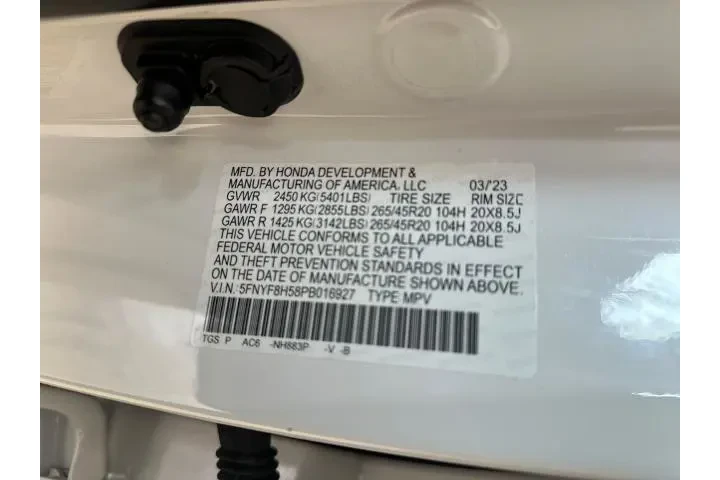 MFD. BY HONDA DEVELOPMENT &
MANUFACTURING OF AMERICA, LLC 03/'23
GVWR 2450 KG(5401LBS) TIRE SIZE RIM SIZE
GAWR F 1295 KG(2855LBS) 265/45R20 104H 20X8.5J
GAWR R 1425 KG(3142LBS) 265/45R20 104H 20X8.5J
THIS VEHICLE CONFORMS TO ALL APPLICABLE
FEDERAL MOTOR VEHICLE SAFETY
AND THEFT PREVENTION STANDARDS IN EFFECT
ON THE DATE OF MANUFACTURE SHOWN ABOVE.
V.I.N. 5FNYF8H58PB016927 TYPE MPV
TGS P AC6 -NH883P -V -B